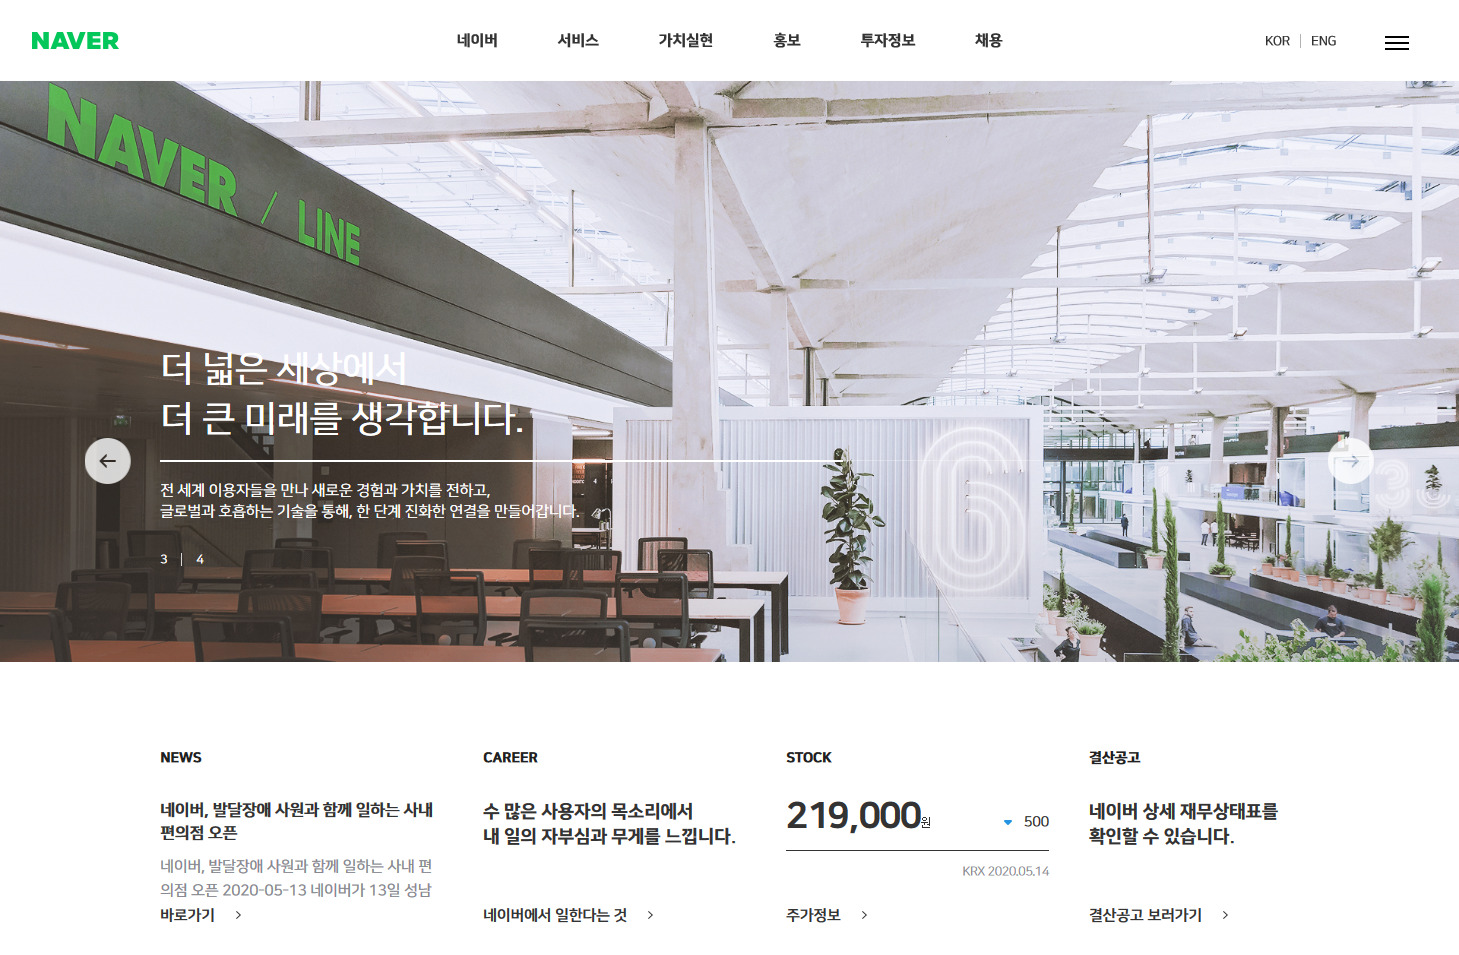 NAVER
네이버
서비스
가치실현
홍보
투자정보
채용
KOR
ENG
NAVER / LINE
더 넓은 세상에서
더 큰 미래를 생각합니다.
전 세계 이용자들을 만나 새로운 경험과 가치를 전하고,
글로벌과 호흡하는 기술을 통해, 한 단계 진화한 연결을 만들어갑니다.
3 | 4
6
3
NEWS
네이버, 발달장애 사원과 함께 일하는 사내
편의점 오픈
네이버, 발달장애 사원과 함께 일하는 사내 편
의점 오픈 2020-05-13 네이버가 13일 성남
바로가기
CAREER
수 많은 사용자의 목소리에서
내 일의 자부심과 무게를 느낍니다.
네이버에서 일한다는 것
STOCK
219,000원
500
KRX 2020.05.14
주가정보
결산공고
네이버 상세 재무상태표를
확인할 수 있습니다.
결산공고 보러가기